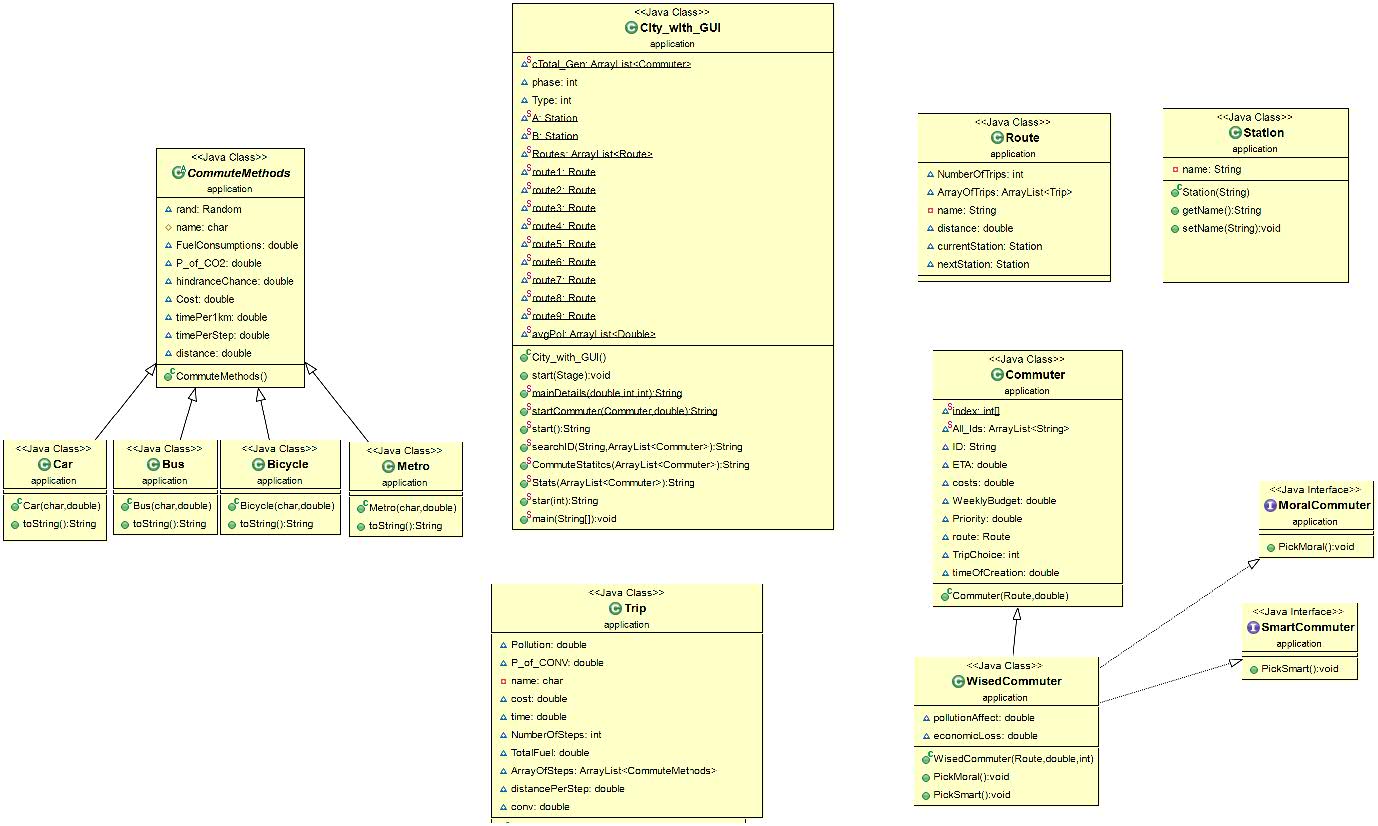 <<Java Class>>
CommuteMethods
application
rand: Random
name: char
FuelConsumptions: double
P_of_CO2: double
hindranceChance: double
Cost: double
timePer1km: double
timePerStep: double
distance: double
CommuteMethods()
<<Java Class>>
Car
application
Car(char,double)
toString():String
<<Java Class>>
Bus
application
Bus(char,double)
toString():String
<<Java Class>>
Bicycle
application
Bicycle(char,double)
toString():String
<<Java Class>>
Metro
application
Metro(char,double)
toString():String
<<Java Class>>
City_with_GUI
application
cTotal_Gen: ArrayList<Commuter>
phase: int
Type: int
A: Station
B: Station
Routes: ArrayList<Route>
route1: Route
route2: Route
route3: Route
route4: Route
route5: Route
route6: Route
route7: Route
route8: Route
route9: Route
avgPol: ArrayList<Double>
City_with_GUI()
start(Stage):void
mainDetails(double,int,int):String
startCommuter(Commuter,double):String
start():String
searchID(String,ArrayList<Commuter>):String
CommuteStatitcs(ArrayList<Commuter>):String
Stats(ArrayList<Commuter>):String
star(int):String
main(String[]):void
<<Java Class>>
Trip
application
Pollution: double
P_of_CONV: double
name: char
cost: double
time: double
NumberOfSteps: int
TotalFuel: double
ArrayOfSteps: ArrayList<CommuteMethods>
distancePerStep: double
conv: double
<<Java Class>>
Route
application
NumberOfTrips: int
ArrayOfTrips: ArrayList<Trip>
name: String
distance: double
currentStation: Station
nextStation: Station
<<Java Class>>
Station
application
name: String
Station(String)
getName():String
setName(String):void
<<Java Class>>
Commuter
application
index: int[]
All_Ids: ArrayList<String>
ID: String
ETA: double
costs: double
WeeklyBudget: double
Priority: double
route: Route
TripChoice: int
timeOfCreation: double
Commuter(Route,double)
<<Java Class>>
WisedCommuter
application
pollutionAffect: double
economicLoss: double
WisedCommuter(Route,double,int)
PickMoral():void
PickSmart():void
<<Java Interface>>
MoralCommuter
application
PickMoral():void
<<Java Interface>>
SmartCommuter
application
PickSmart():void